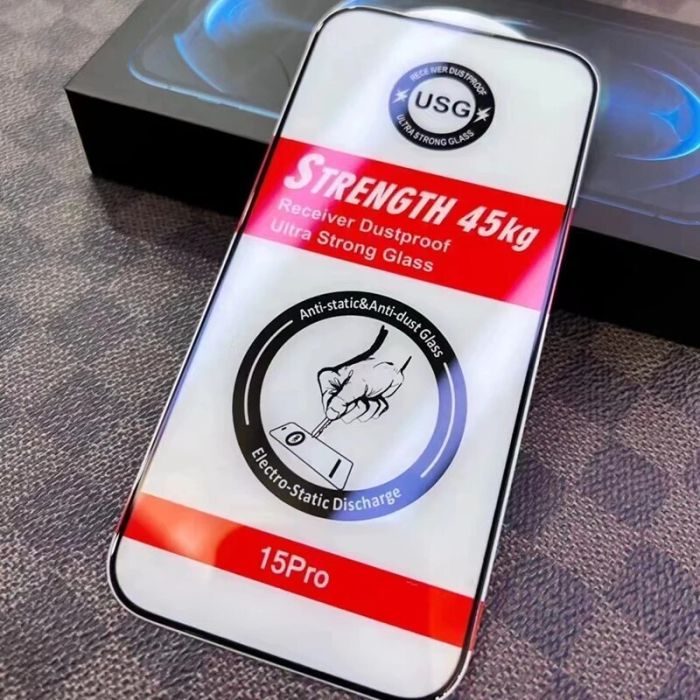 RECEIVER DUSTPROOF
USG
ULTRA STRONG GLASS
STRENGTH 45kg
Receiver Dustproof
Ultra Strong Glass
Anti-static&Anti-dust Glass
Electro-Static Discharge
15Pro